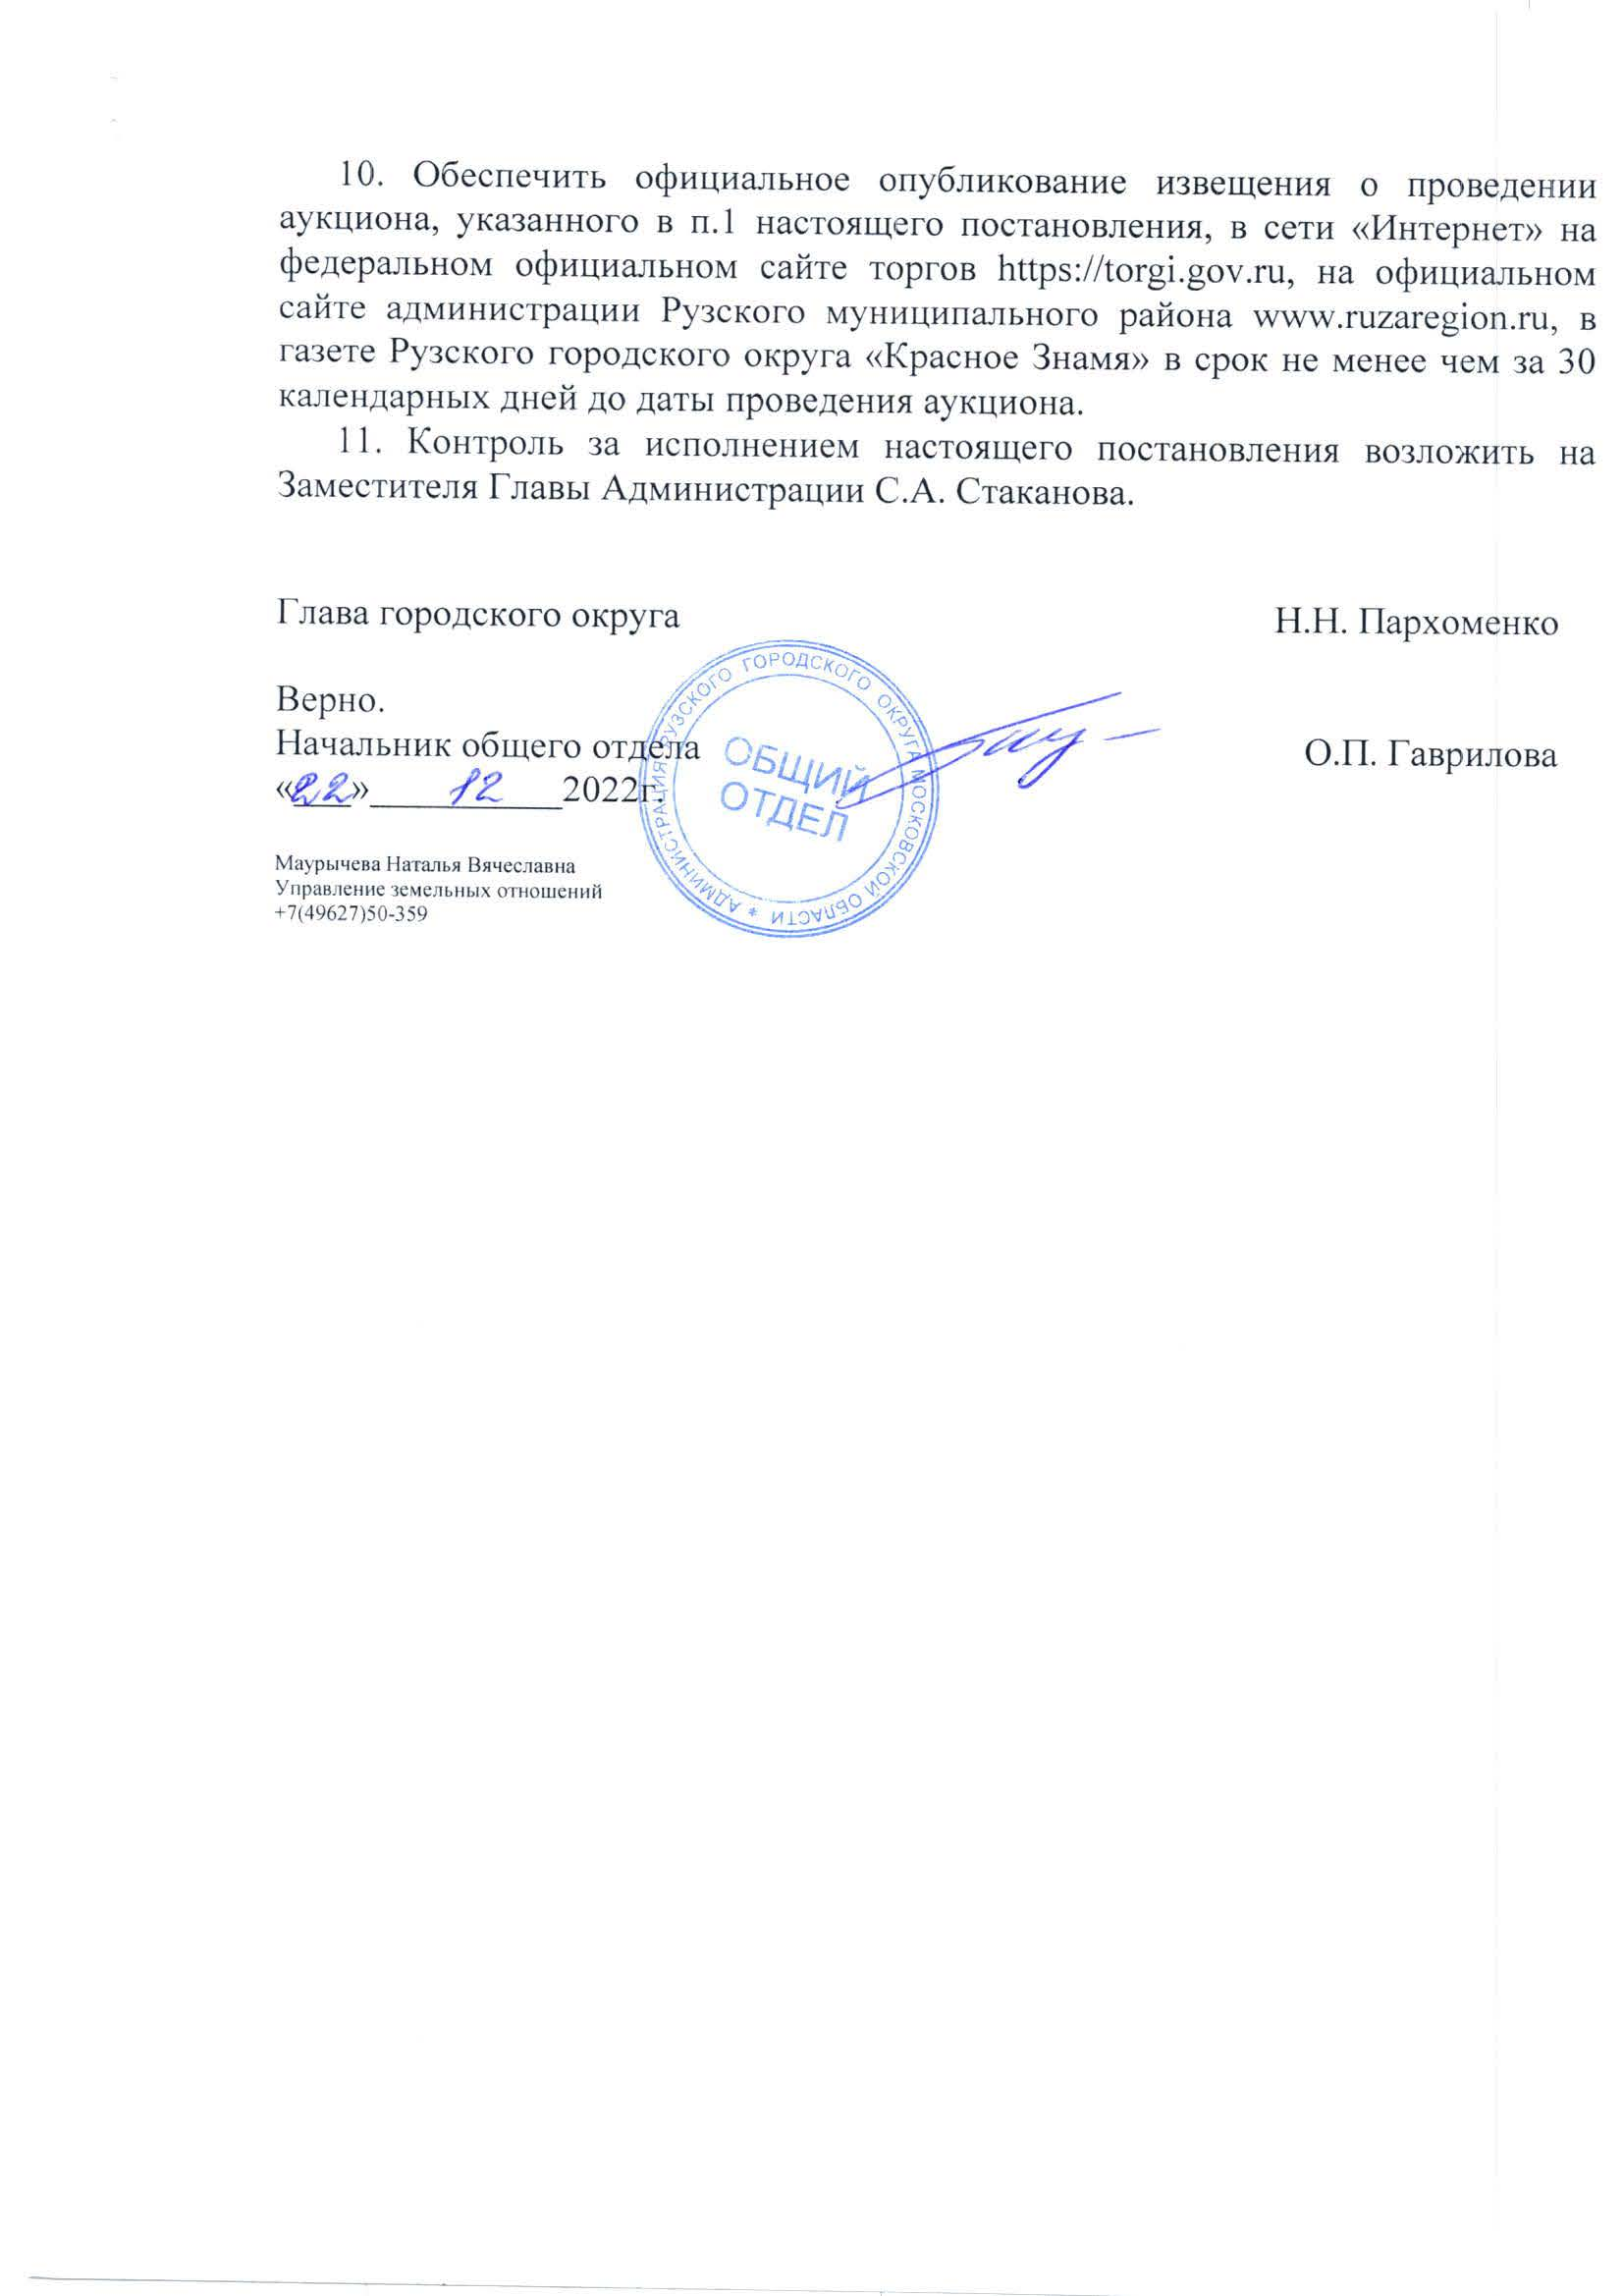 10. Обеспечить официальное опубликование извещения о проведении
аукциона, указанного в п.1 настоящего постановления, в сети «Интернет» на
федеральном официальном сайте торгов https://torgi.gov.ru, на официальном
сайте администрации Рузского муниципального района www.ruzaregion.ru, в
газете Рузского городского округа «Красное Знамя» в срок не менее чем за 30
календарных дней до даты проведения аукциона.
11. Контроль за исполнением настоящего постановления возложить на
Заместителя Главы Администрации С.А. Стаканова.
Глава городского округа Н.Н. Пархоменко
Верно.
Начальник общего отдела О.П. Гаврилова
«22» 12 2022г.
АДМИНИСТРАЦИЯ РУЗСКОГО ГОРОДСКОГО ОКРУГА МОСКОВСКОЙ ОБЛАСТИ *
ОБЩИЙ
ОТДЕЛ
Маурычева Наталья Вячеславна
Управление земельных отношений
+7(49627)50-359